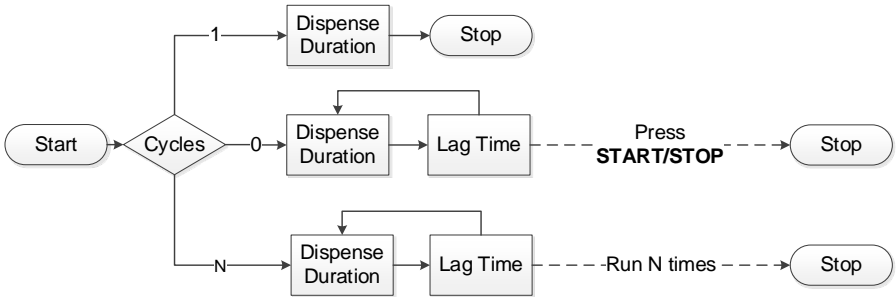 1
Dispense
Duration
Stop
Start
Cycles
0
Dispense
Duration
Lag Time
Press
START/STOP
Stop
N
Dispense
Duration
Lag Time
Run N times
Stop